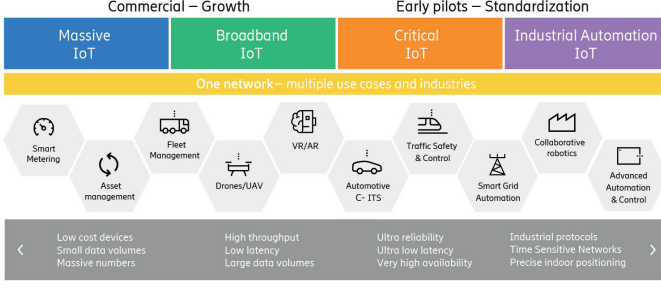 Commercial – Growth
Early pilots – Standardization
Massive
IoT
Broadband
IoT
Critical
IoT
Industrial Automation
IoT
One network– multiple use cases and industries
Smart
Metering
Asset
management
Fleet
Management
Drones/UAV
VR/AR
Automotive
C- ITS
Traffic Safety
& Control
Smart Grid
Automation
Collaborative
robotics
Advanced
Automation
& Control
Low cost devices
Small data volumes
Massive numbers
High throughput
Low latency
Large data volumes
Ultra reliability
Ultra low latency
Very high availability
Industrial protocols
Time Sensitive Networks
Precise indoor positioning